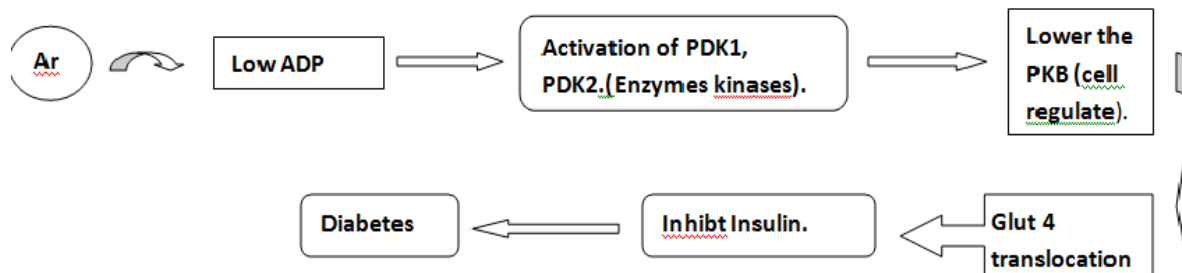 Ar
Low ADP
Activation of PDK1,
PDK2.(Enzymes kinases).
Lower the
PKB (cell
regulate).
Diabetes
Inhibt Insulin.
Glut 4
translocation